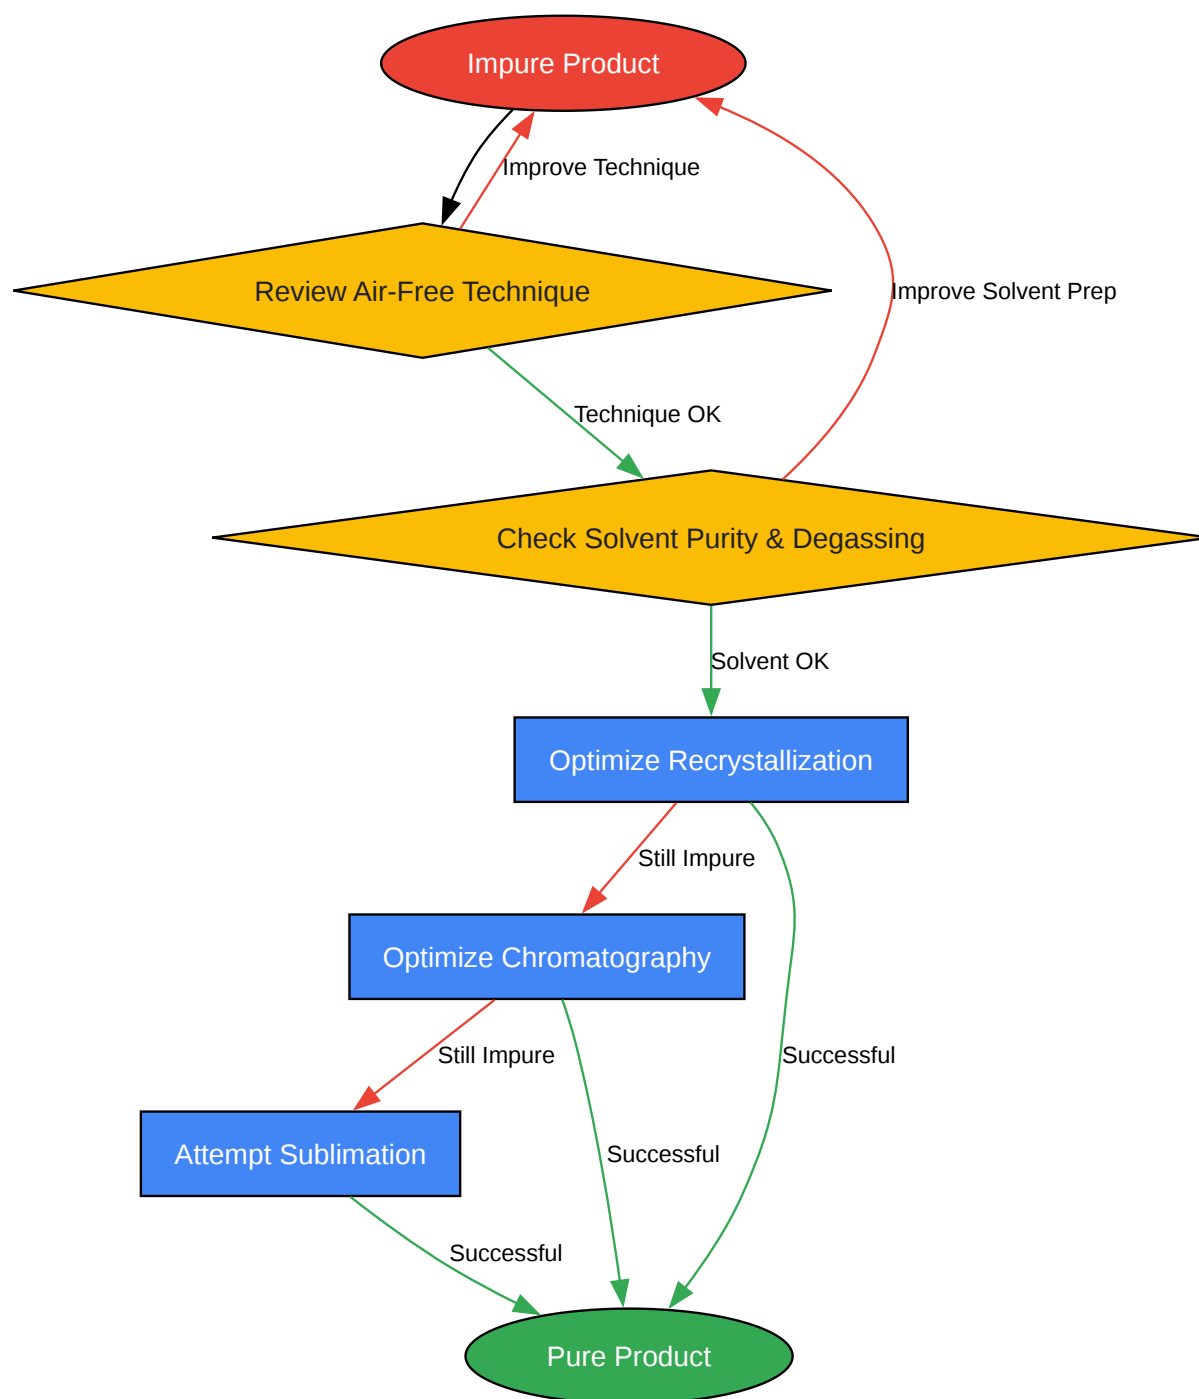 Impure Product
Improve Technique
Review Air-Free Technique
Improve Solvent Prep
Technique OK
Check Solvent Purity & Degassing
Solvent OK
Optimize Recrystallization
Still Impure
Optimize Chromatography
Still Impure
Successful
Attempt Sublimation
Successful
Successful
Pure Product